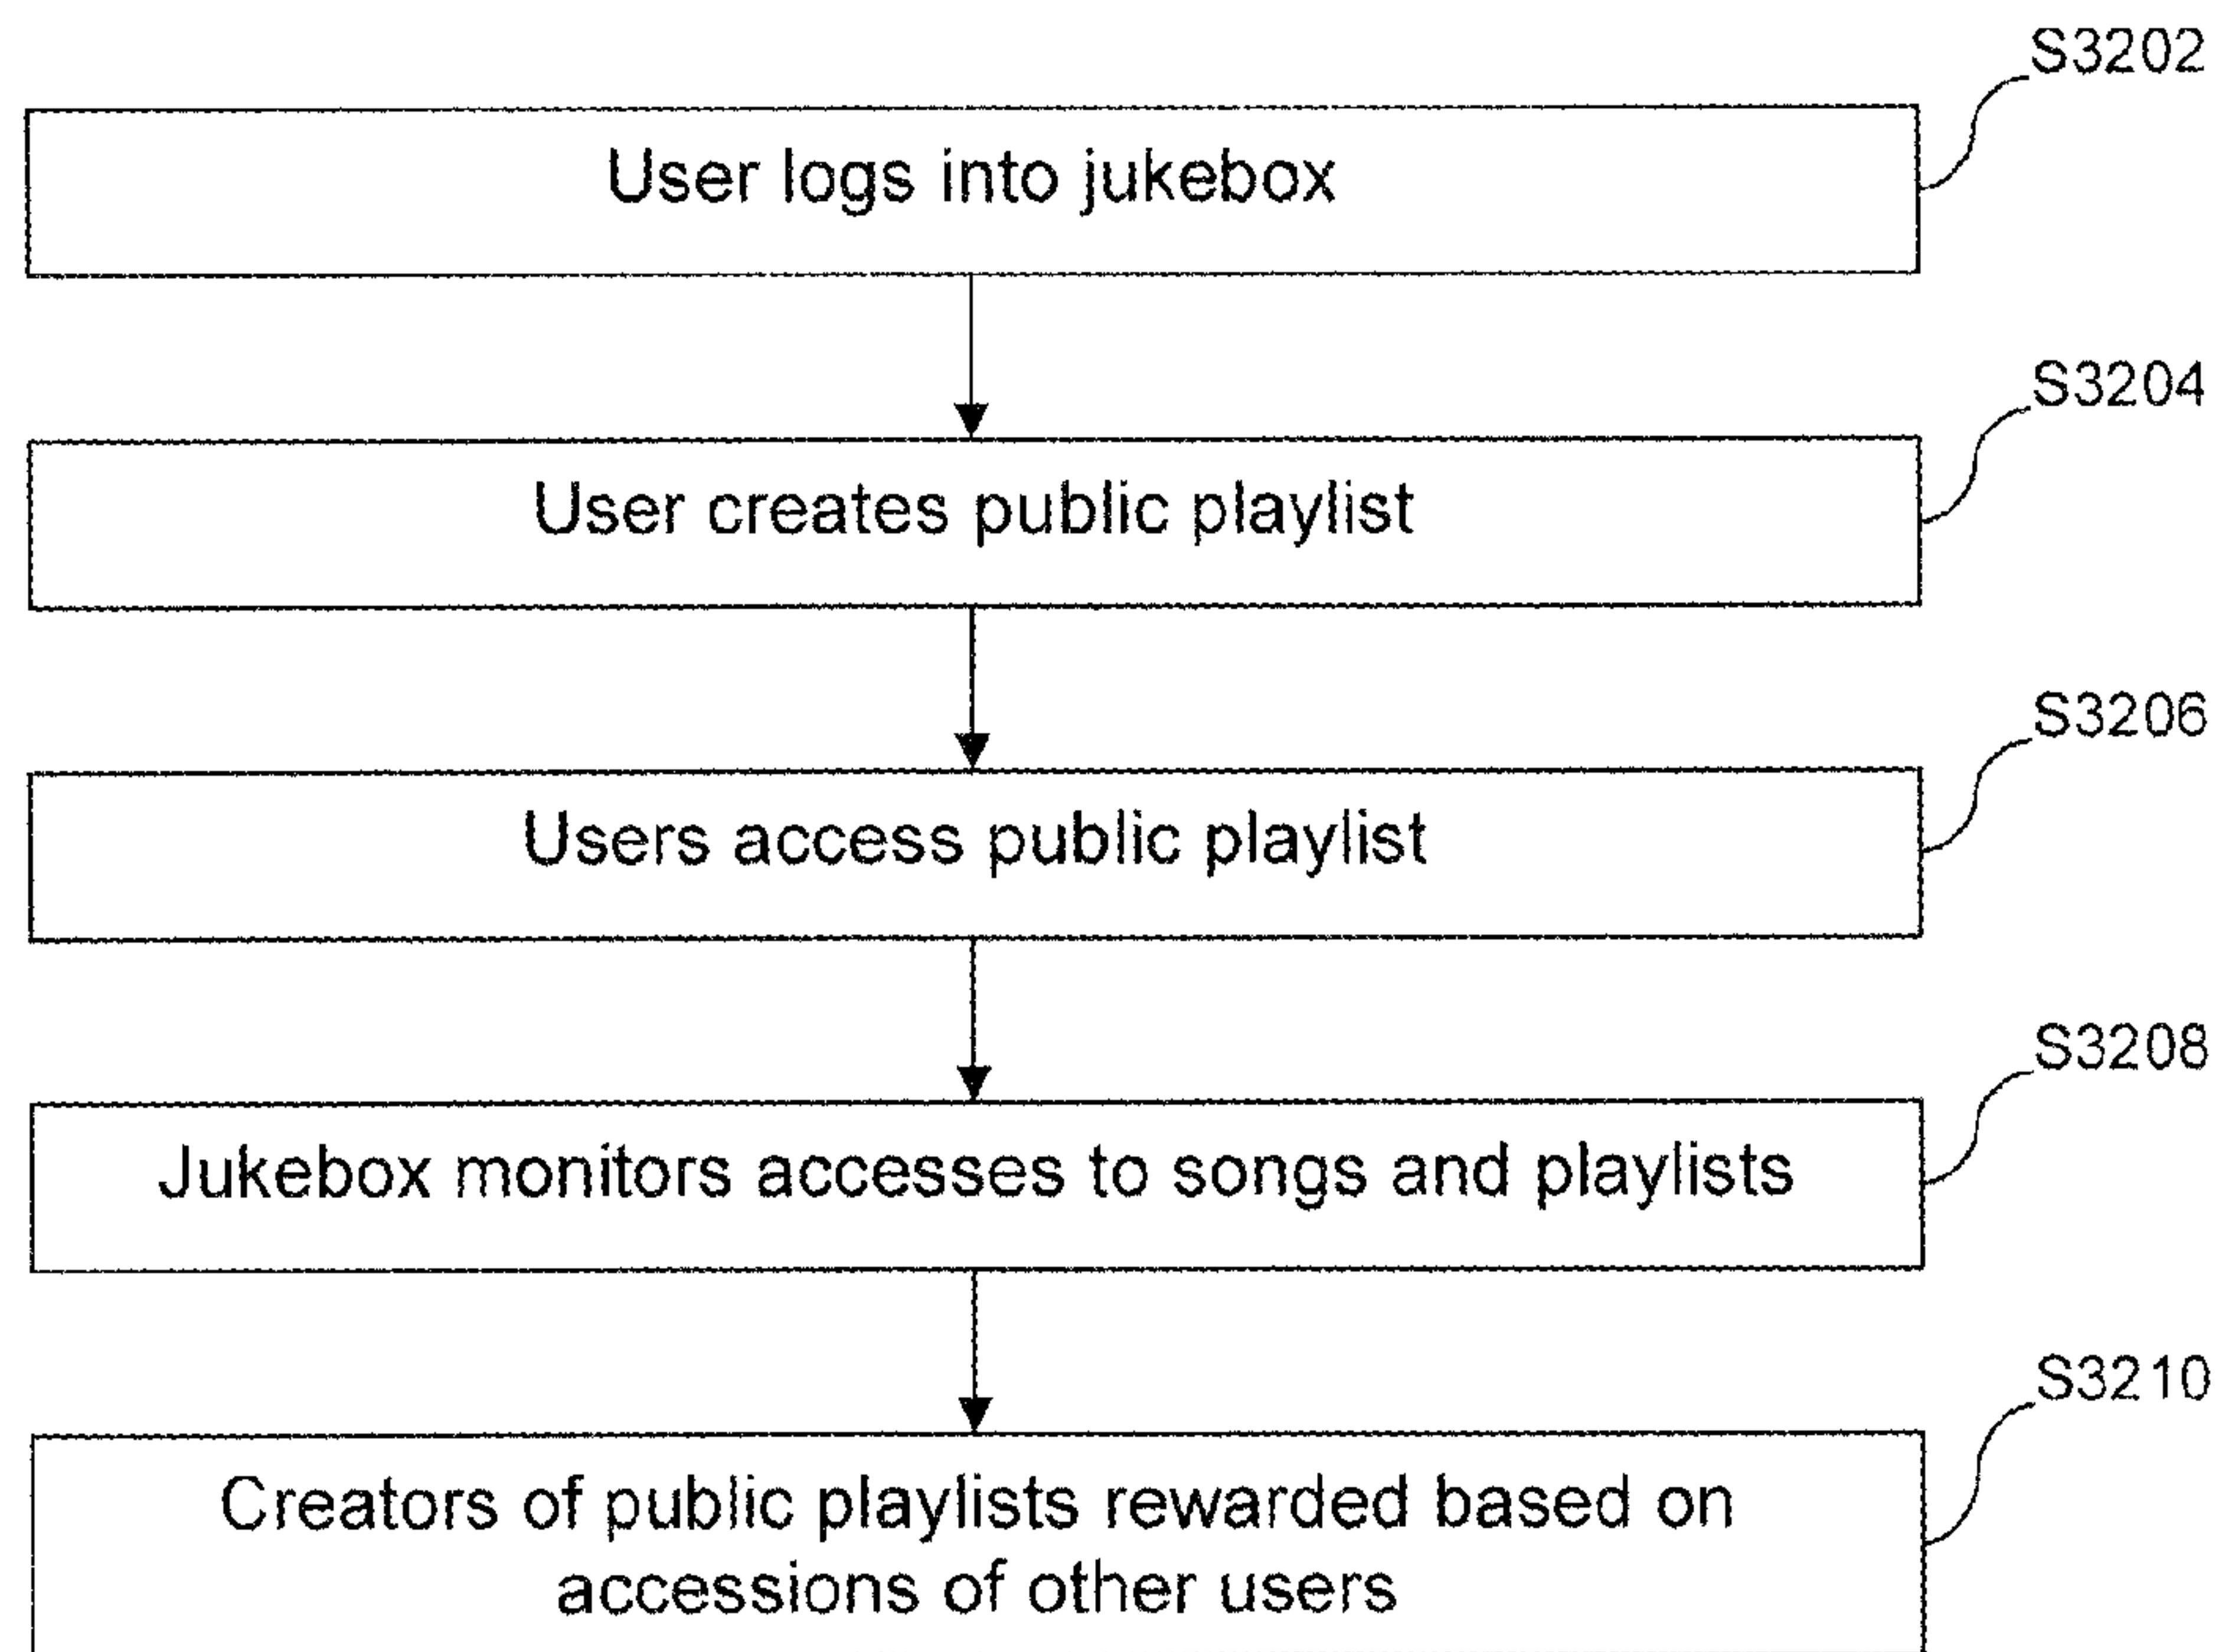 S3202
User logs into jukebox
S3204
User creates public playlist
S3206
Users access public playlist
S3208
Jukebox monitors accesses to songs and playlists
S3210
Creators of public playlists rewarded based on
accessions of other users